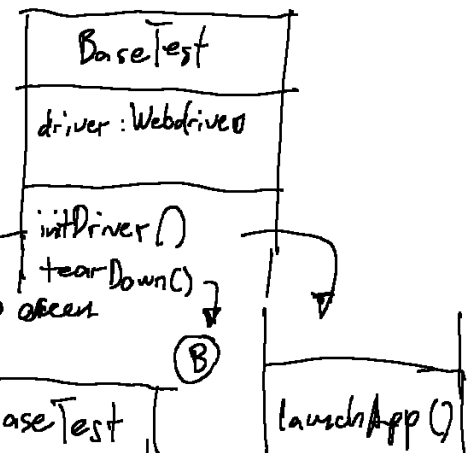 BaseTest
driver : Webdriver
initDriver()
tearDown()
B
aseTest
launchApp()